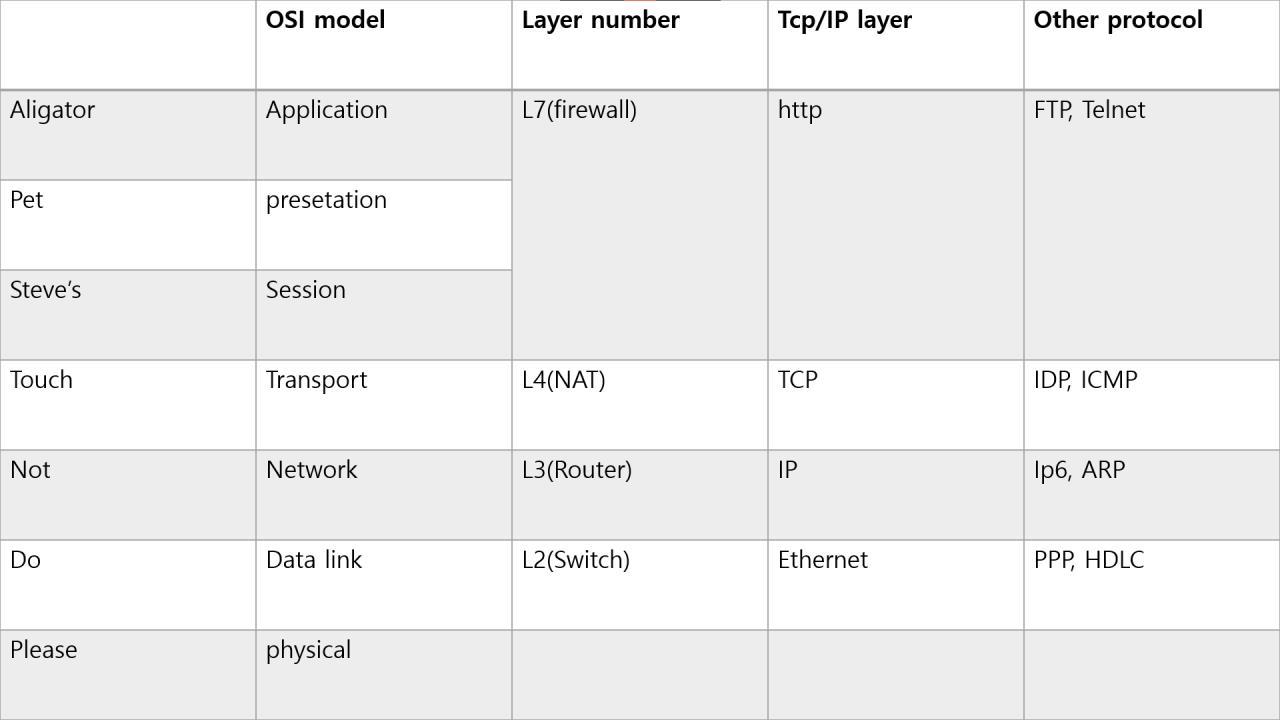 OSI model Layer number Tcp/IP layer Other protocol
Aligator Application L7(firewall) http FTP, Telnet
Pet presetation
Steve’s Session
Touch Transport L4(NAT) TCP IDP, ICMP
Not Network L3(Router) IP Ip6, ARP
Do Data link L2(Switch) Ethernet PPP, HDLC
Please physical